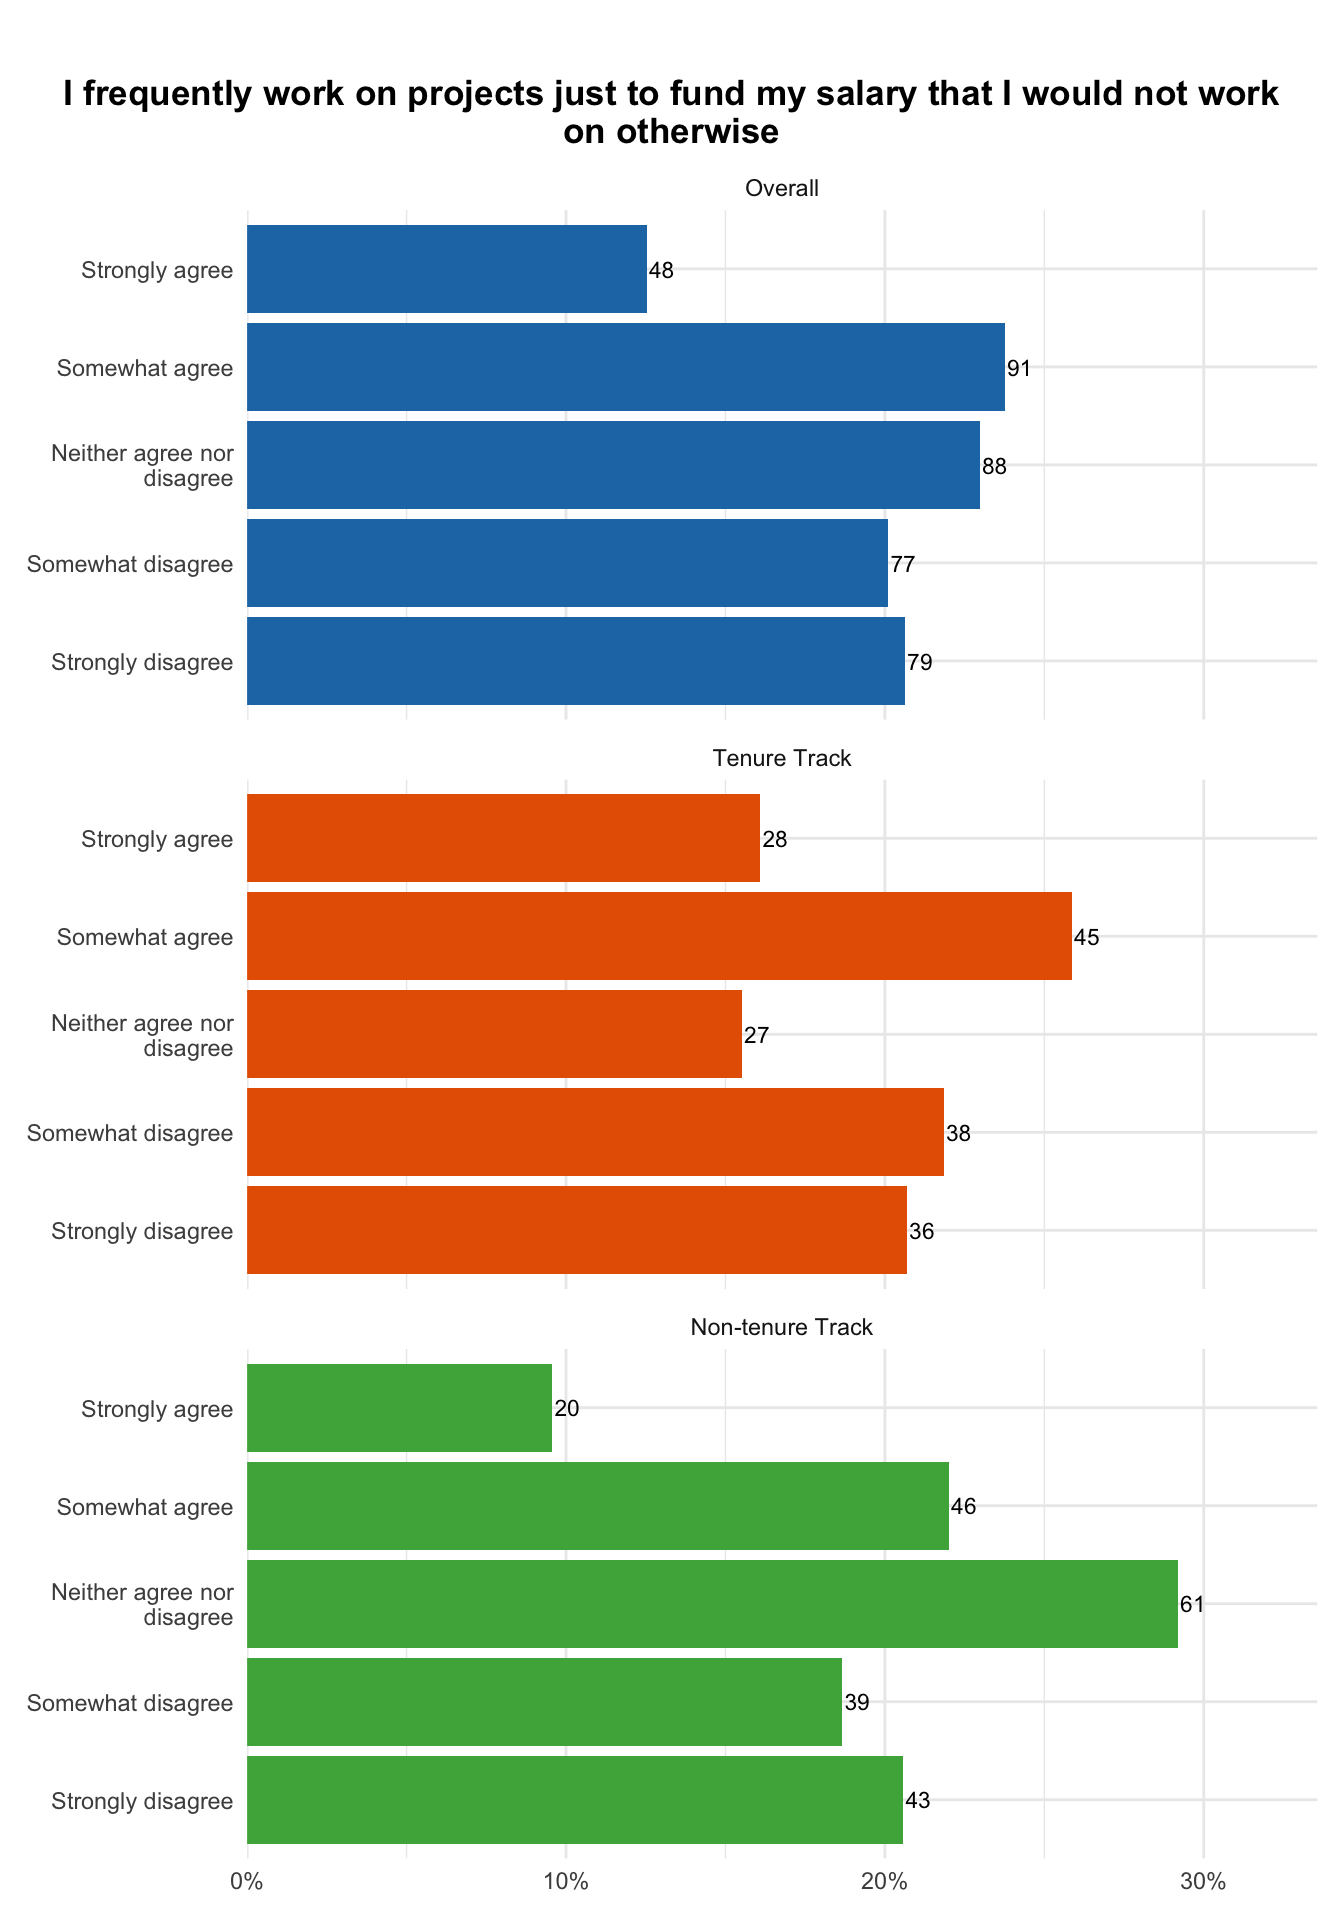 I frequently work on projects just to fund my salary that I would not work
on otherwise
Overall
Strongly agree
48
Somewhat agree
91
Neither agree nor
disagree
88
Somewhat disagree
77
Strongly disagree
79
Tenure Track
Strongly agree
28
Somewhat agree
45
Neither agree nor
disagree
27
Somewhat disagree
38
Strongly disagree
36
Non-tenure Track
Strongly agree
20
Somewhat agree
46
Neither agree nor
disagree
61
Somewhat disagree
39
Strongly disagree
43
0%
10%
20%
30%